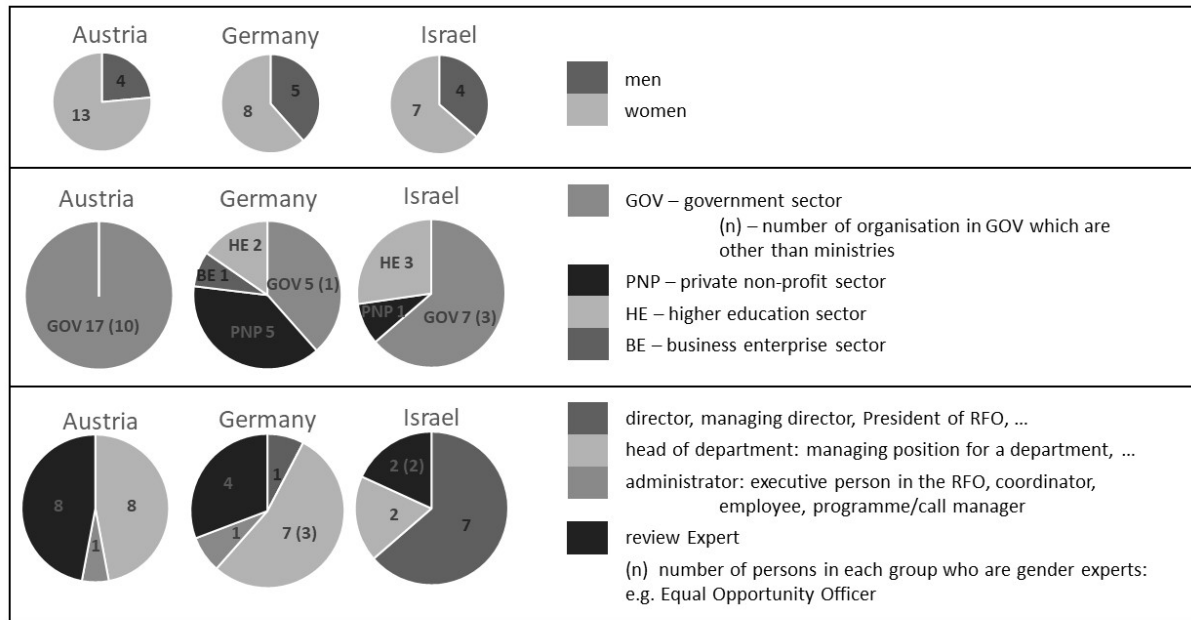 Austria
Germany
Israel
4
13
5
8
4
7
men
women
Austria
Germany
Israel
GOV 17 (10)
HE 2
BE 1
GOV 5 (1)
PNP 5
HE 3
PNP 1
GOV 7 (3)
GOV – government sector
(n) – number of organisation in GOV which are
other than ministries
PNP – private non-profit sector
HE – higher education sector
BE – business enterprise sector
Austria
Germany
Israel
8
8
1
4
1
1
7 (3)
2 (2)
2
7
director, managing director, President of RFO, ...
head of department: managing position for a department, ...
administrator: executive person in the RFO, coordinator,
employee, programme/call manager
review Expert
(n) number of persons in each group who are gender experts:
e.g. Equal Opportunity Officer